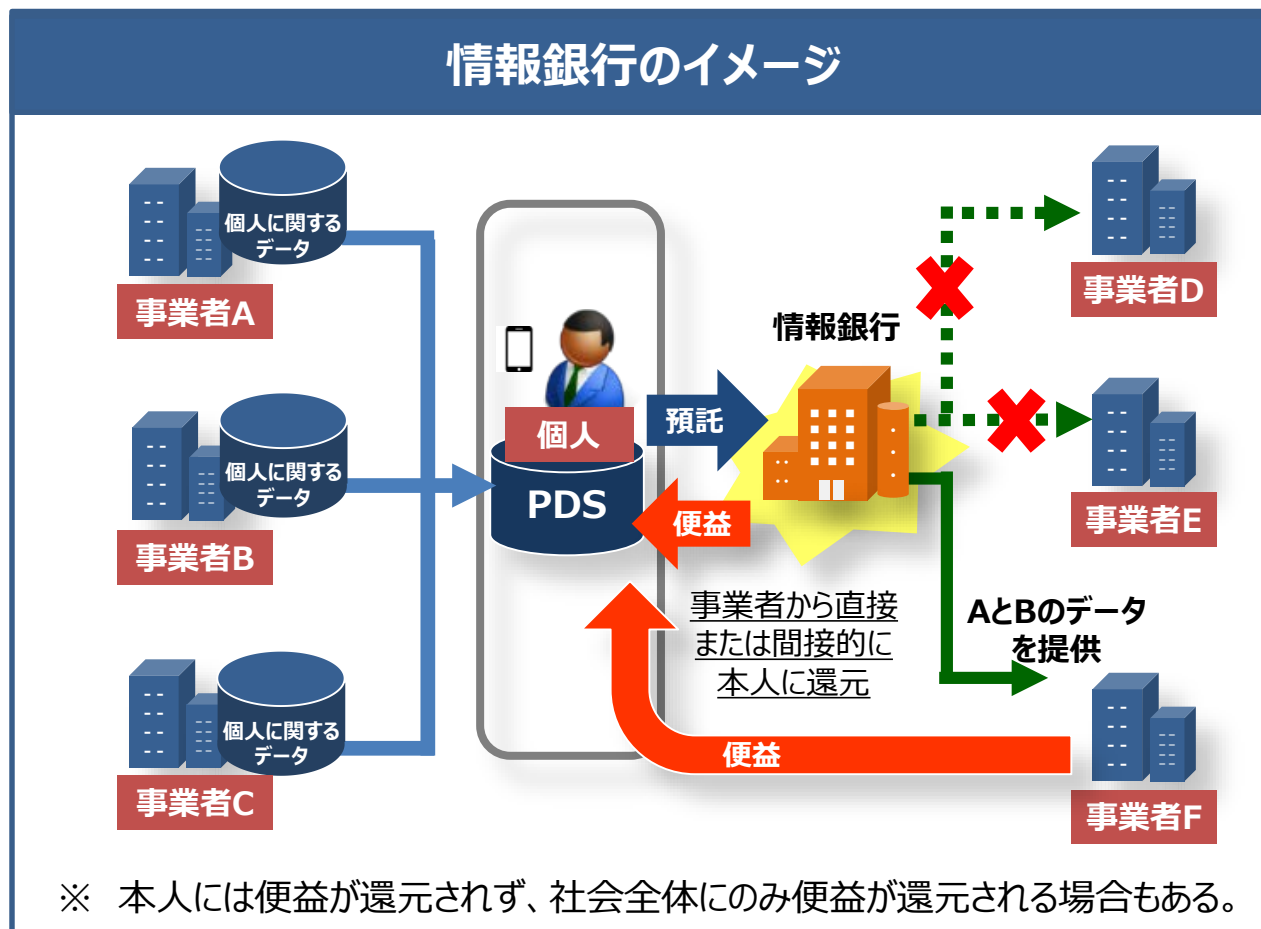 情報銀行のイメージ
個人に関する
データ
事業者A
個人に関する
データ
事業者B
個人に関する
データ
事業者C
個人
PDS
預託
便益
情報銀行
事業者から直接
または間接的に
本人に還元
便益
AとBのデータ
を提供
事業者D
事業者E
事業者F
※ 本人には便益が還元されず、社会全体にのみ便益が還元される場合もある。